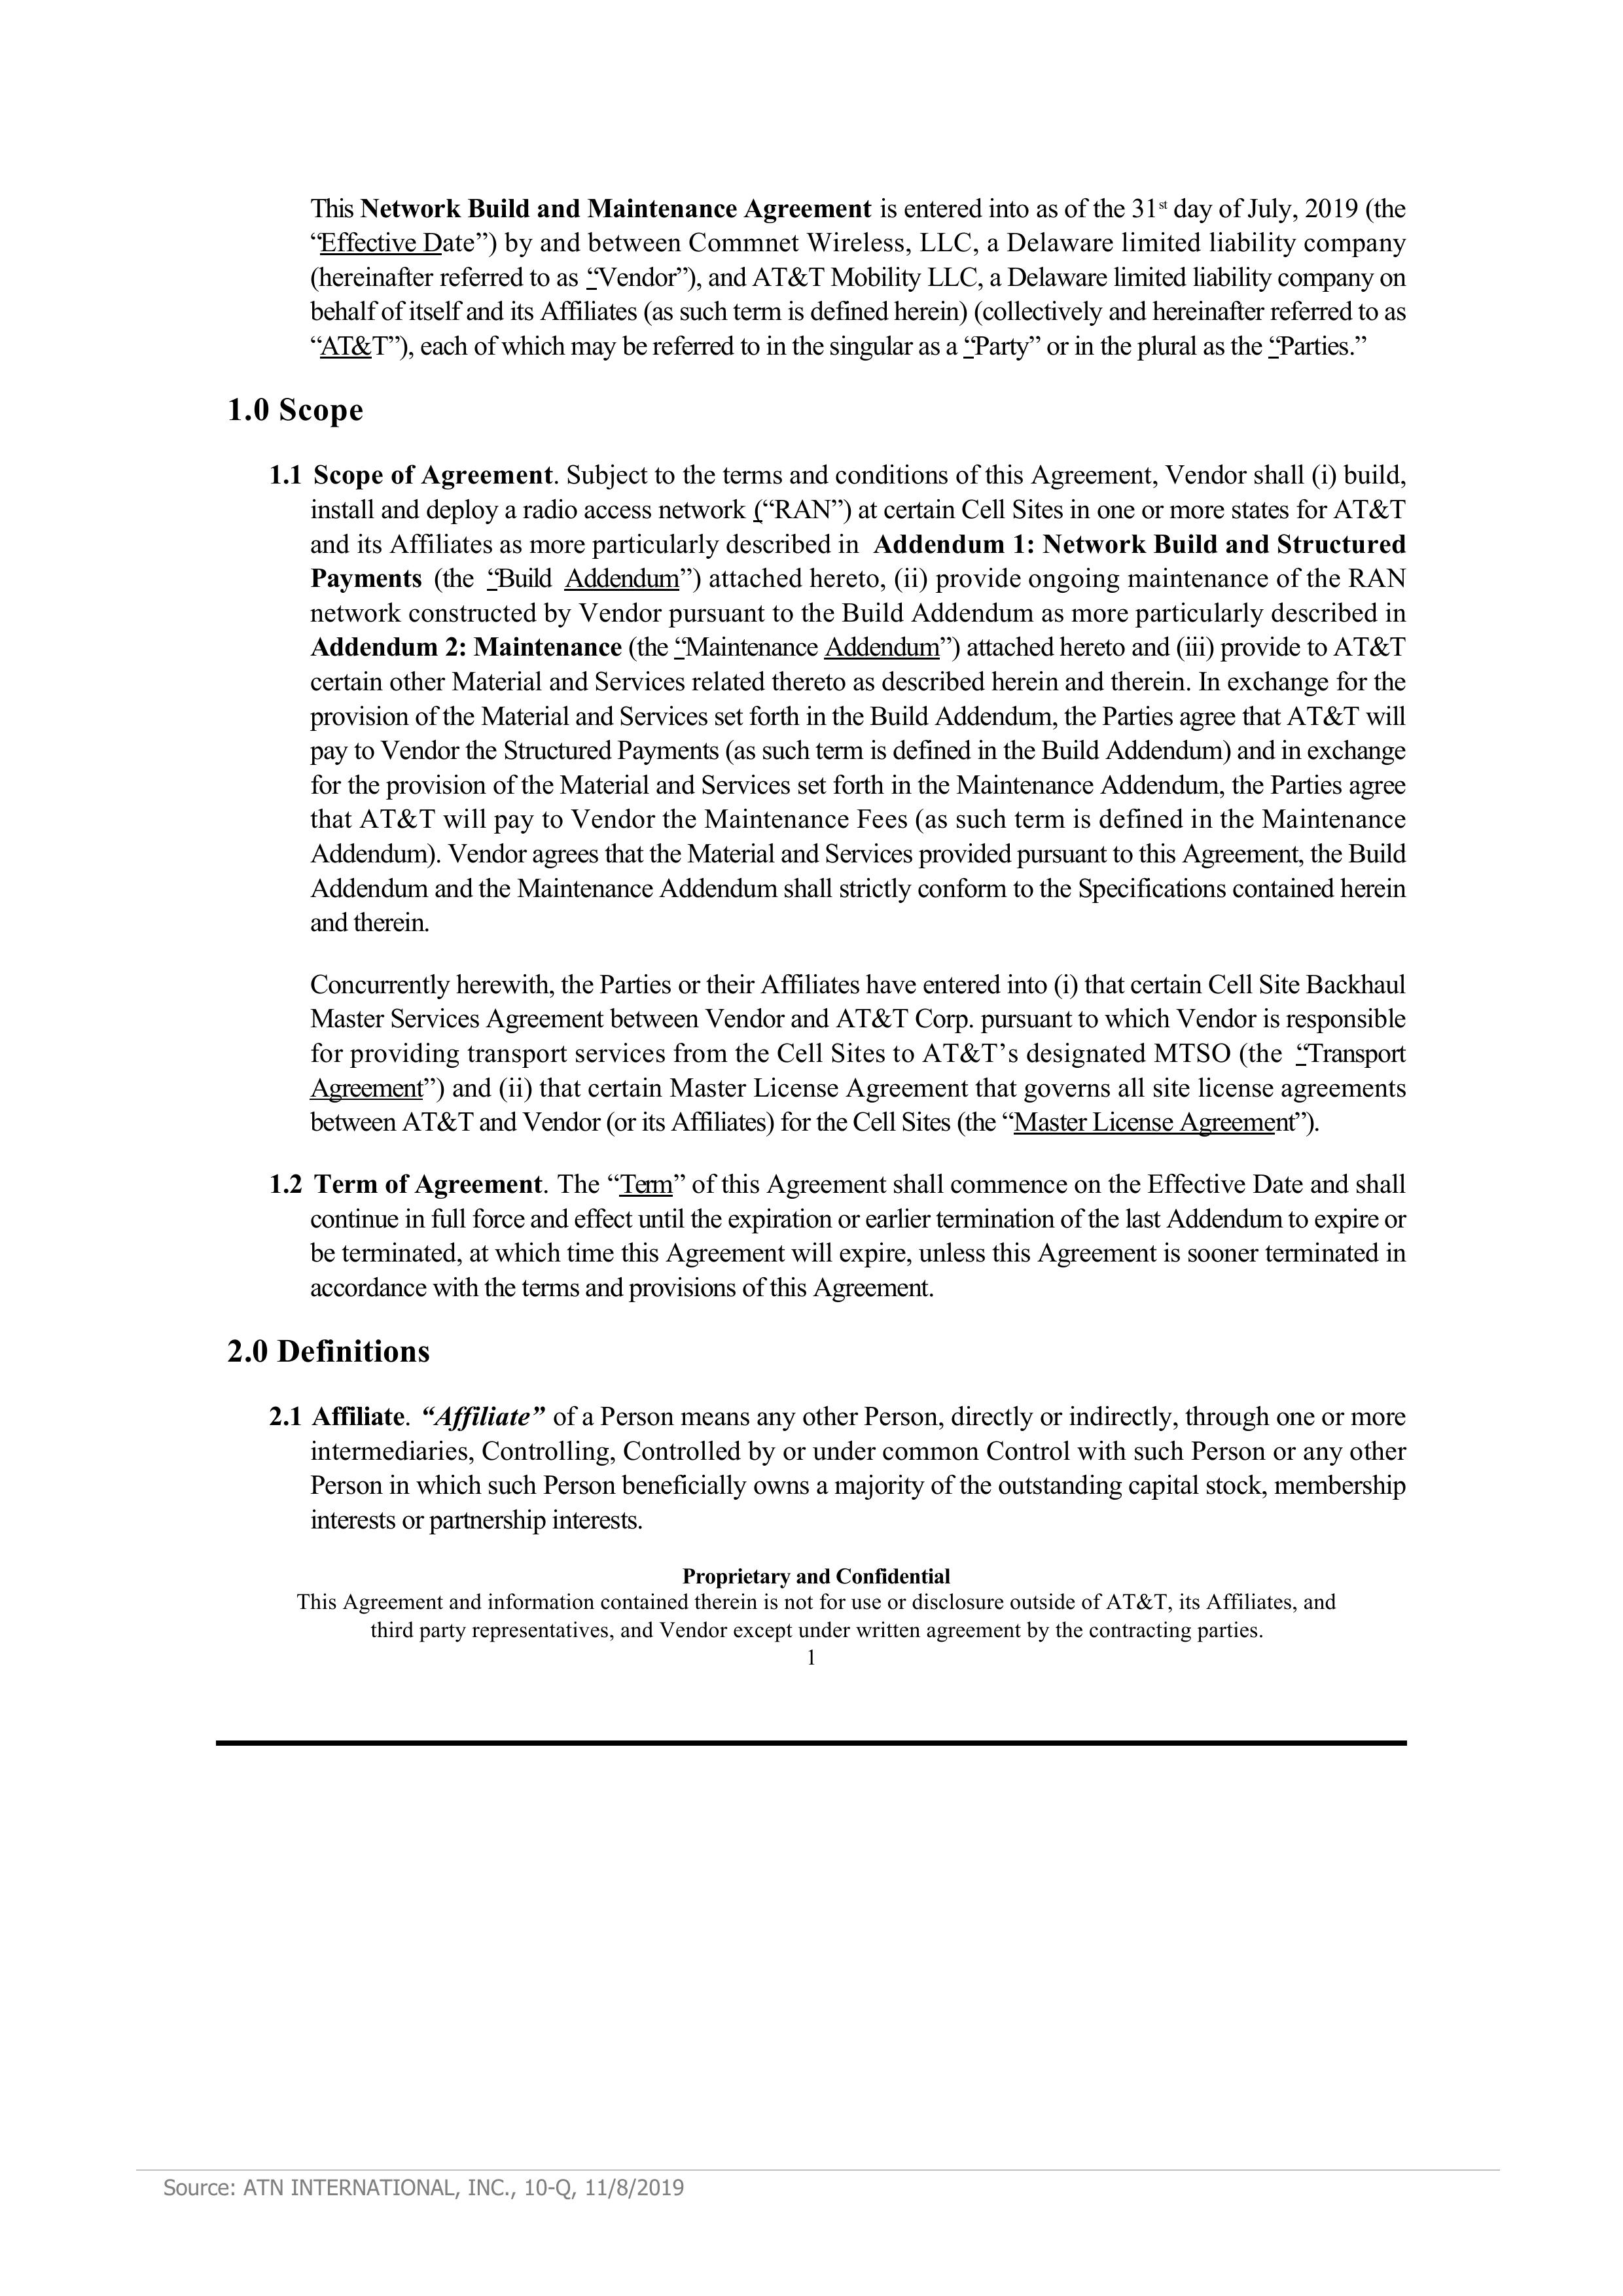 This Network Build and Maintenance Agreement is entered into as of the 31st day of July, 2019 (the
“Effective Date”) by and between Commnet Wireless, LLC, a Delaware limited liability company
(hereinafter referred to as “Vendor”), and AT&T Mobility LLC, a Delaware limited liability company on
behalf of itself and its Affiliates (as such term is defined herein) (collectively and hereinafter referred to as
“AT&T”), each of which may be referred to in the singular as a “Party” or in the plural as the “Parties.”
1.0 Scope
1.1 Scope of Agreement. Subject to the terms and conditions of this Agreement, Vendor shall (i) build,
install and deploy a radio access network (“RAN”) at certain Cell Sites in one or more states for AT&T
and its Affiliates as more particularly described in Addendum 1: Network Build and Structured
Payments (the “Build Addendum”) attached hereto, (ii) provide ongoing maintenance of the RAN
network constructed by Vendor pursuant to the Build Addendum as more particularly described in
Addendum 2: Maintenance (the “Maintenance Addendum”) attached hereto and (iii) provide to AT&T
certain other Material and Services related thereto as described herein and therein. In exchange for the
provision of the Material and Services set forth in the Build Addendum, the Parties agree that AT&T will
pay to Vendor the Structured Payments (as such term is defined in the Build Addendum) and in exchange
for the provision of the Material and Services set forth in the Maintenance Addendum, the Parties agree
that AT&T will pay to Vendor the Maintenance Fees (as such term is defined in the Maintenance
Addendum). Vendor agrees that the Material and Services provided pursuant to this Agreement, the Build
Addendum and the Maintenance Addendum shall strictly conform to the Specifications contained herein
and therein.
Concurrently herewith, the Parties or their Affiliates have entered into (i) that certain Cell Site Backhaul
Master Services Agreement between Vendor and AT&T Corp. pursuant to which Vendor is responsible
for providing transport services from the Cell Sites to AT&T’s designated MTSO (the “Transport
Agreement”) and (ii) that certain Master License Agreement that governs all site license agreements
between AT&T and Vendor (or its Affiliates) for the Cell Sites (the “Master License Agreement”).
1.2 Term of Agreement. The “Term” of this Agreement shall commence on the Effective Date and shall
continue in full force and effect until the expiration or earlier termination of the last Addendum to expire or
be terminated, at which time this Agreement will expire, unless this Agreement is sooner terminated in
accordance with the terms and provisions of this Agreement.
2.0 Definitions
2.1 Affiliate. “Affiliate” of a Person means any other Person, directly or indirectly, through one or more
intermediaries, Controlling, Controlled by or under common Control with such Person or any other
Person in which such Person beneficially owns a majority of the outstanding capital stock, membership
interests or partnership interests.
Proprietary and Confidential
This Agreement and information contained therein is not for use or disclosure outside of AT&T, its Affiliates, and
third party representatives, and Vendor except under written agreement by the contracting parties.
1
Source: ATN INTERNATIONAL, INC., 10-Q, 11/8/2019